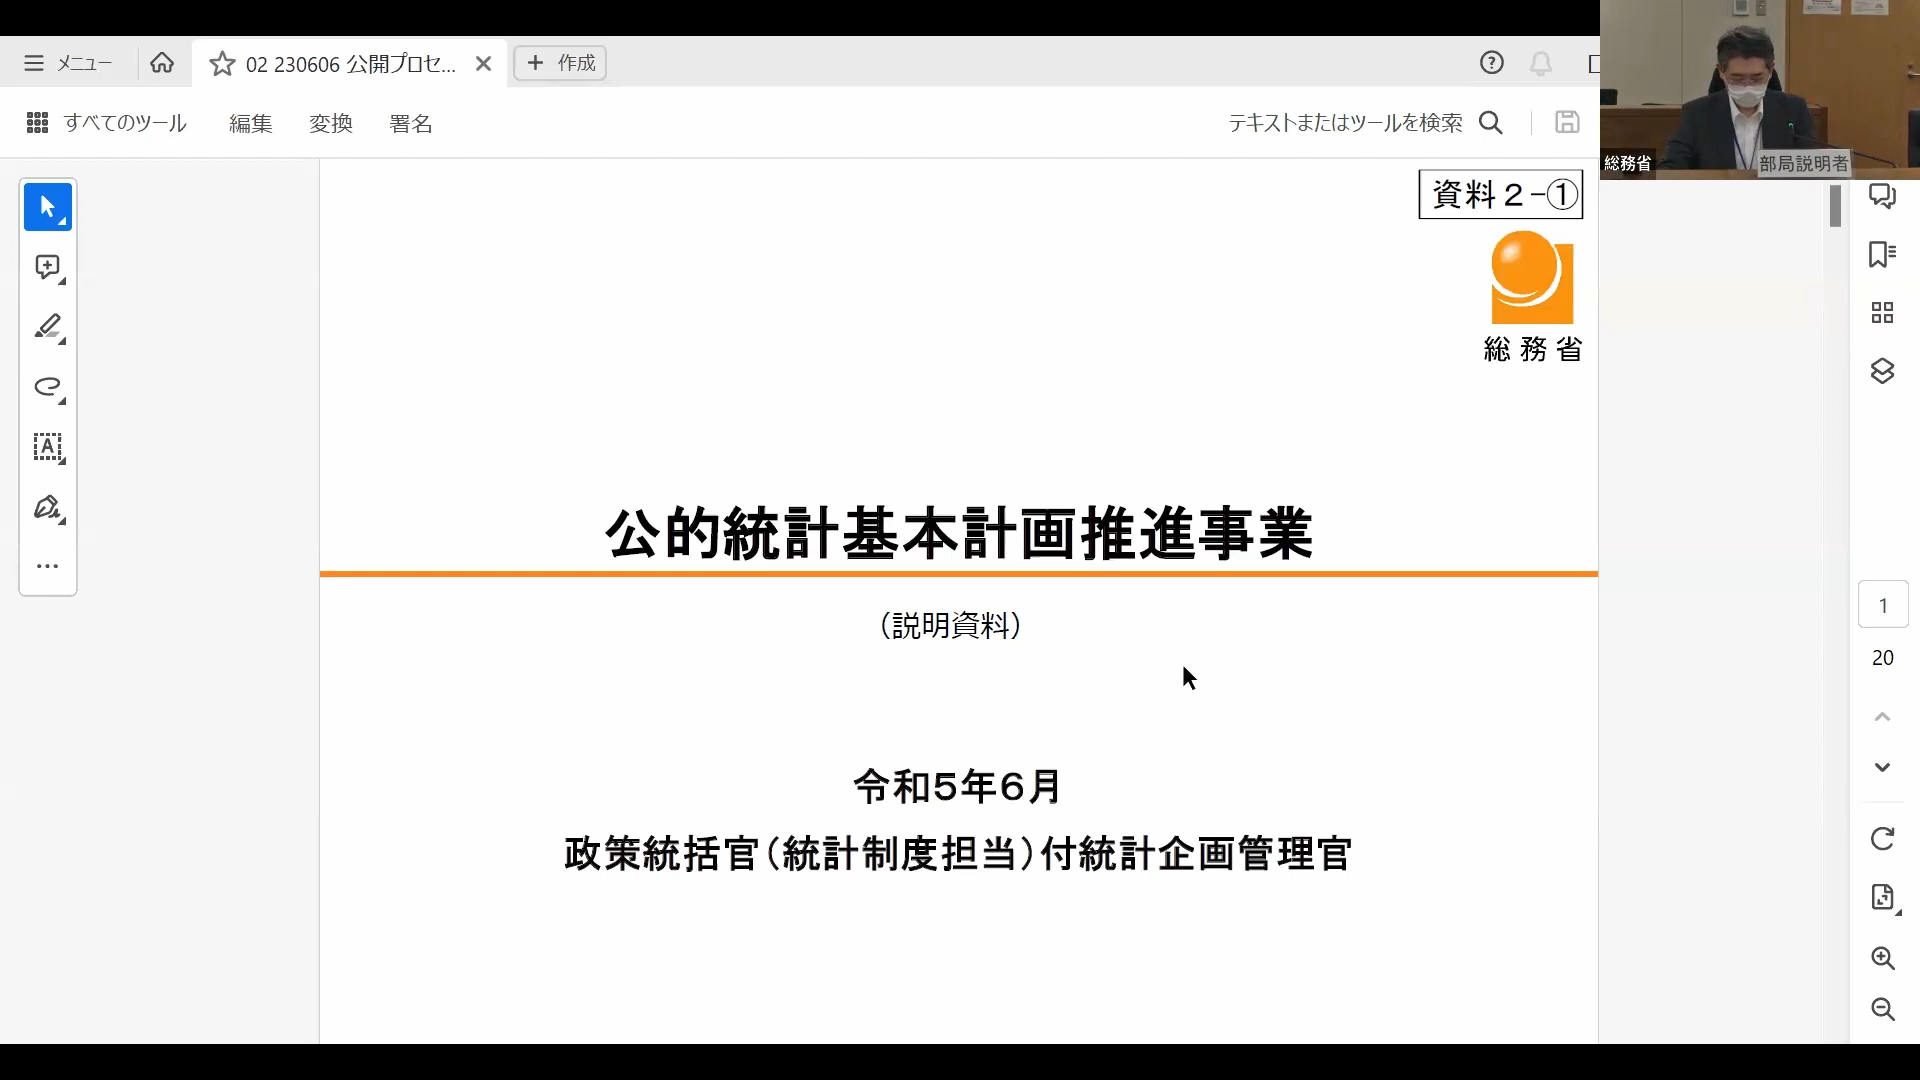 メニュー
02 230606 公開プロセ...
作成
すべてのツール
編集
変換
署名
テキストまたはツールを検索
総務省
部局説明者
資料2-①
総務省
公的統計基本計画推進事業
(説明資料)
令和5年6月
政策統括官(統計制度担当)付統計企画管理官
1
20